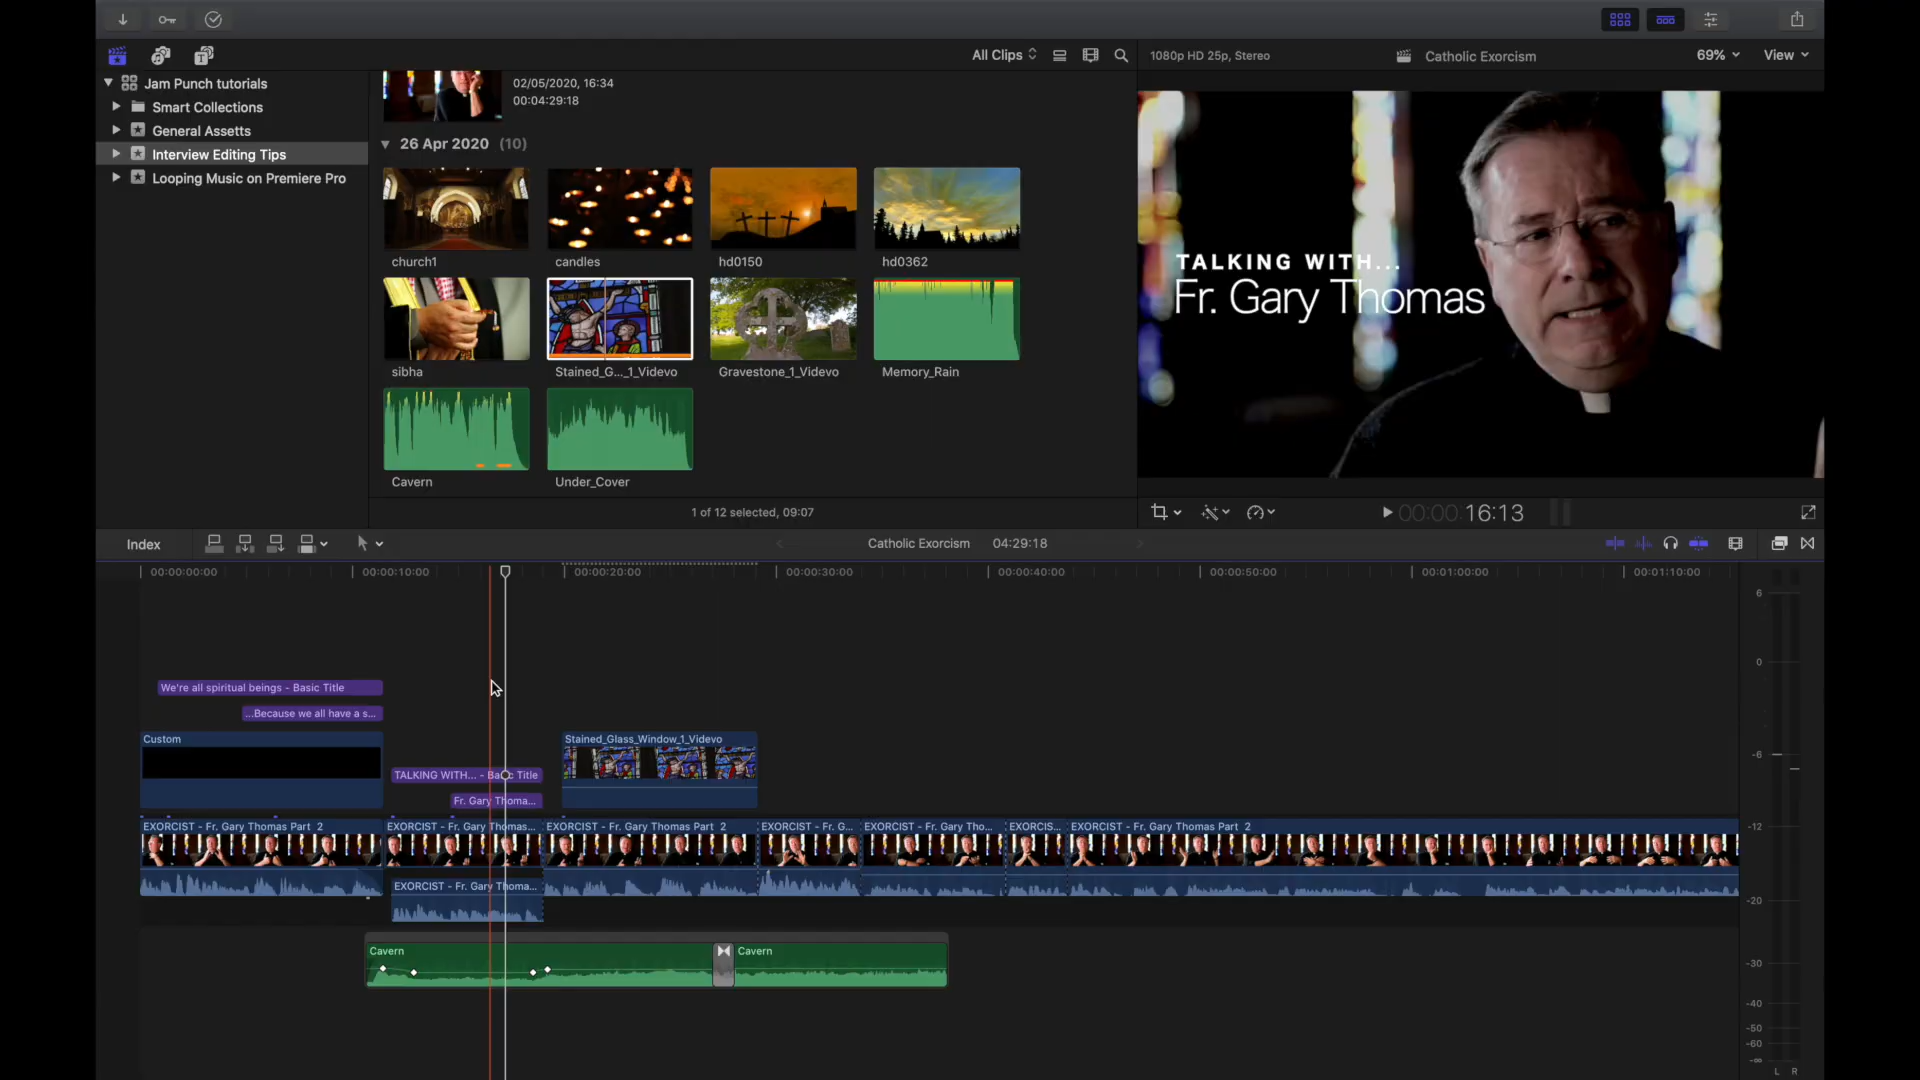 All Clips
1080p HD 25p, Stereo
Catholic Exorcism
69%
View
Jam Punch tutorials
Smart Collections
General Assetts
Interview Editing Tips
Looping Music on Premiere Pro
02/05/2020, 16:34
00:04:29:18
26 Apr 2020 (10)
church1
candles
hd0150
hd0362
sibha
Stained_G..._1_Videvo
Gravestone_1_Videvo
Memory_Rain
Cavern
Under_Cover
1 of 12 selected, 09:07
TALKING WITH...
Fr. Gary Thomas
00:00:16:13
Index
Catholic Exorcism
04:29:18
00:00:00:00
00:00:10:00
00:00:20:00
00:00:30:00
00:00:40:00
00:00:50:00
00:01:00:00
00:01:10:00
We're all spiritual beings - Basic Title
...Because we all have a s...
Custom
Stained_Glass_Window_1_Videvo
TALKING WITH... - Basic Title
Fr. Gary Thoma...
EXORCIST - Fr. Gary Thomas Part 2
EXORCIST - Fr. Gary Thomas...
EXORCIST - Fr. Gary Thomas Part 2
EXORCIST - Fr. G...
EXORCIST - Fr. Gary Tho...
EXORCIS...
EXORCIST - Fr. Gary Thomas Part 2
EXORCIST - Fr. Gary Thoma...
Cavern
Cavern
6
0
-6
-12
-20
-30
-40
-50
-60
-∞
L R